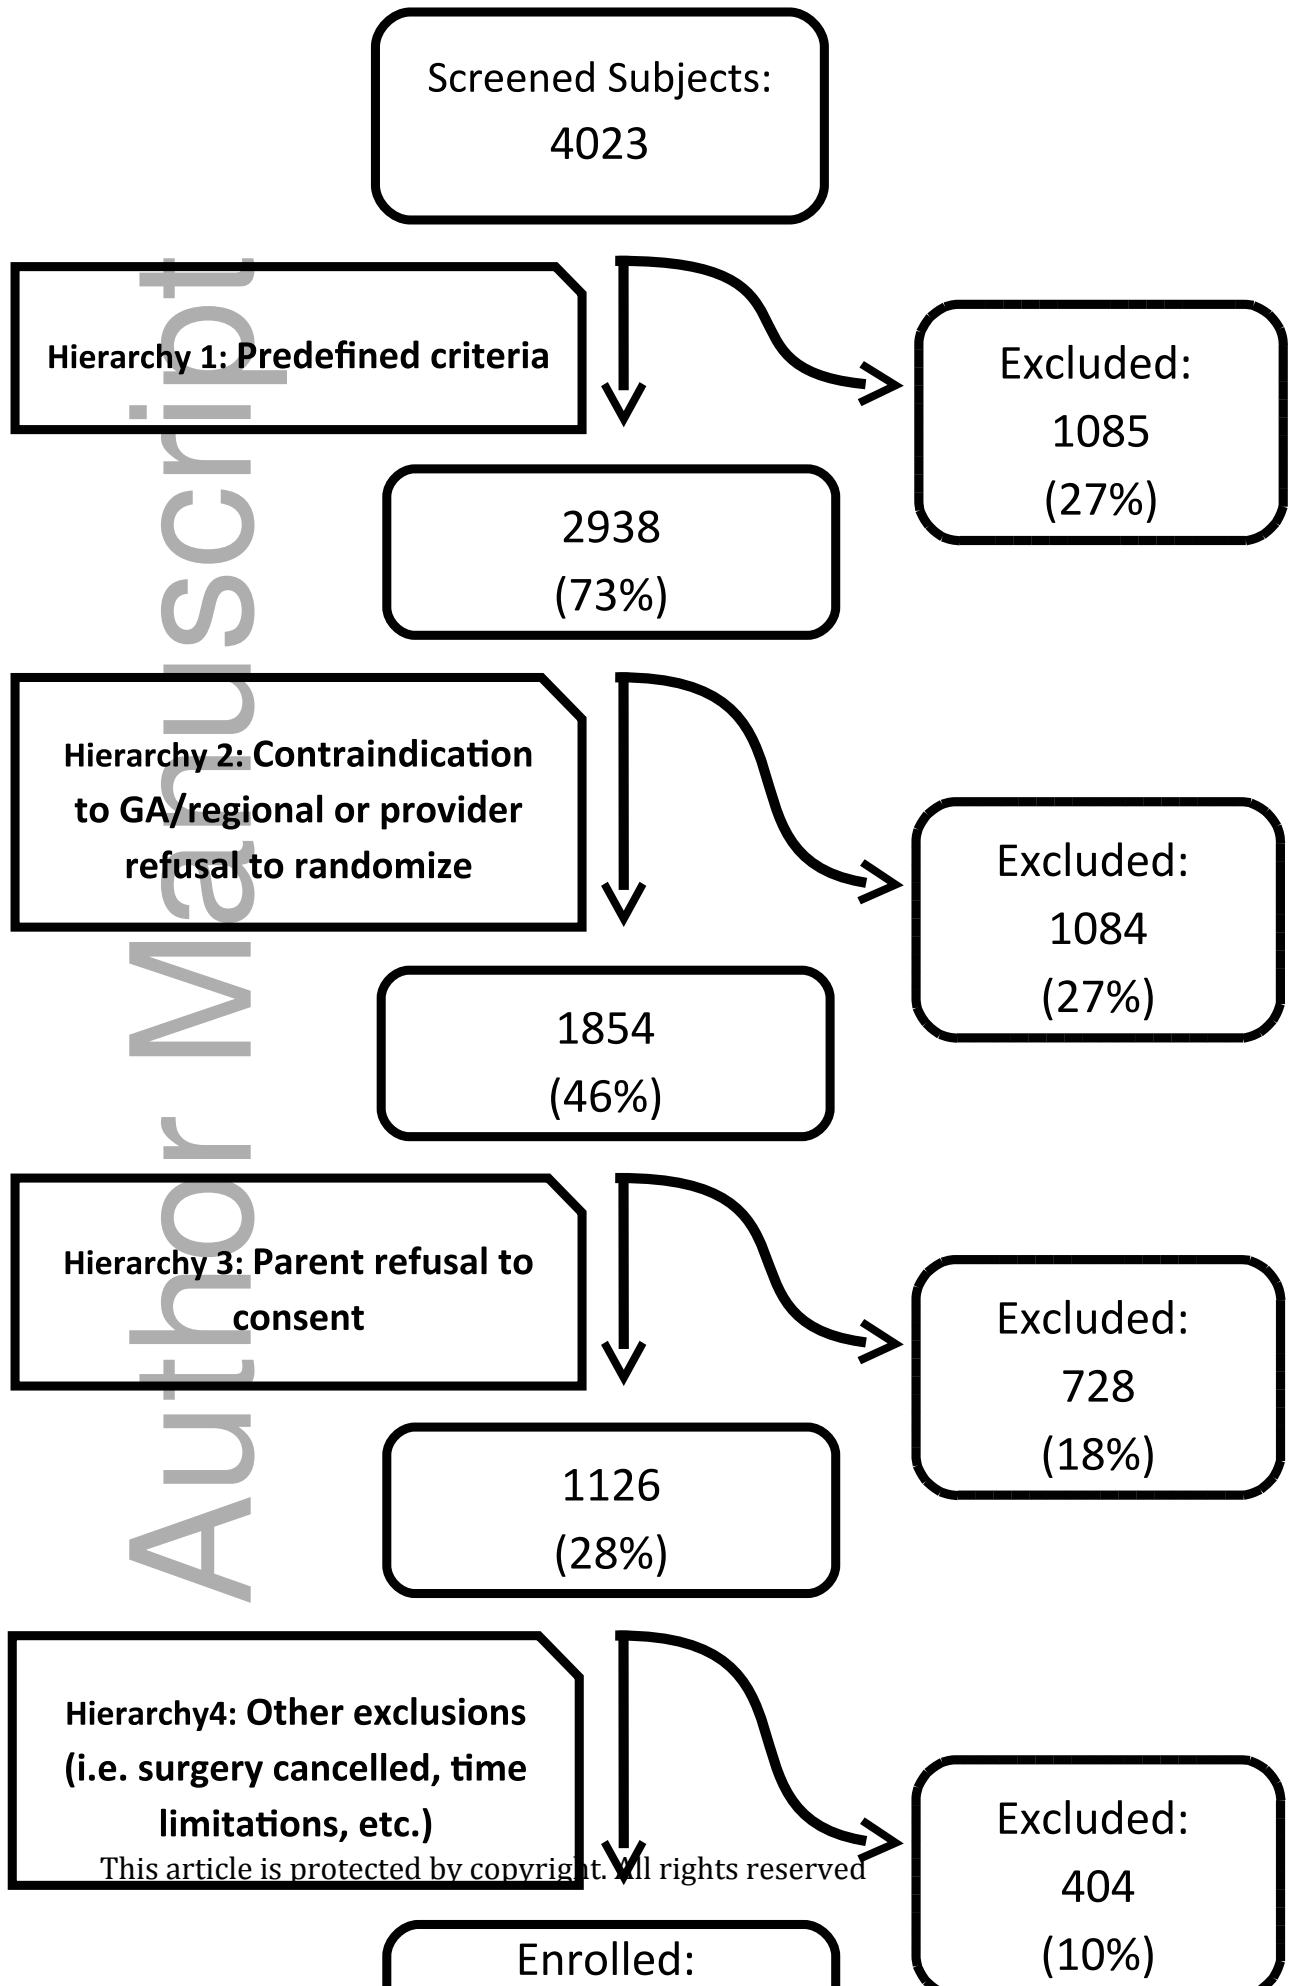 Screened Subjects:
4023
Hierarchy 1: Predefined criteria
Excluded:
1085
(27%)
2938
(73%)
Hierarchy 2: Contraindication
to GA/regional or provider
refusal to randomize
Excluded:
1084
(27%)
1854
(46%)
Hierarchy 3: Parent refusal to
consent
Excluded:
728
(18%)
1126
(28%)
Hierarchy4: Other exclusions
(i.e. surgery cancelled, time
limitations, etc.)
Excluded:
404
(10%)
Enrolled:
This article is protected by copyright. All rights reserved
Author Manuscript